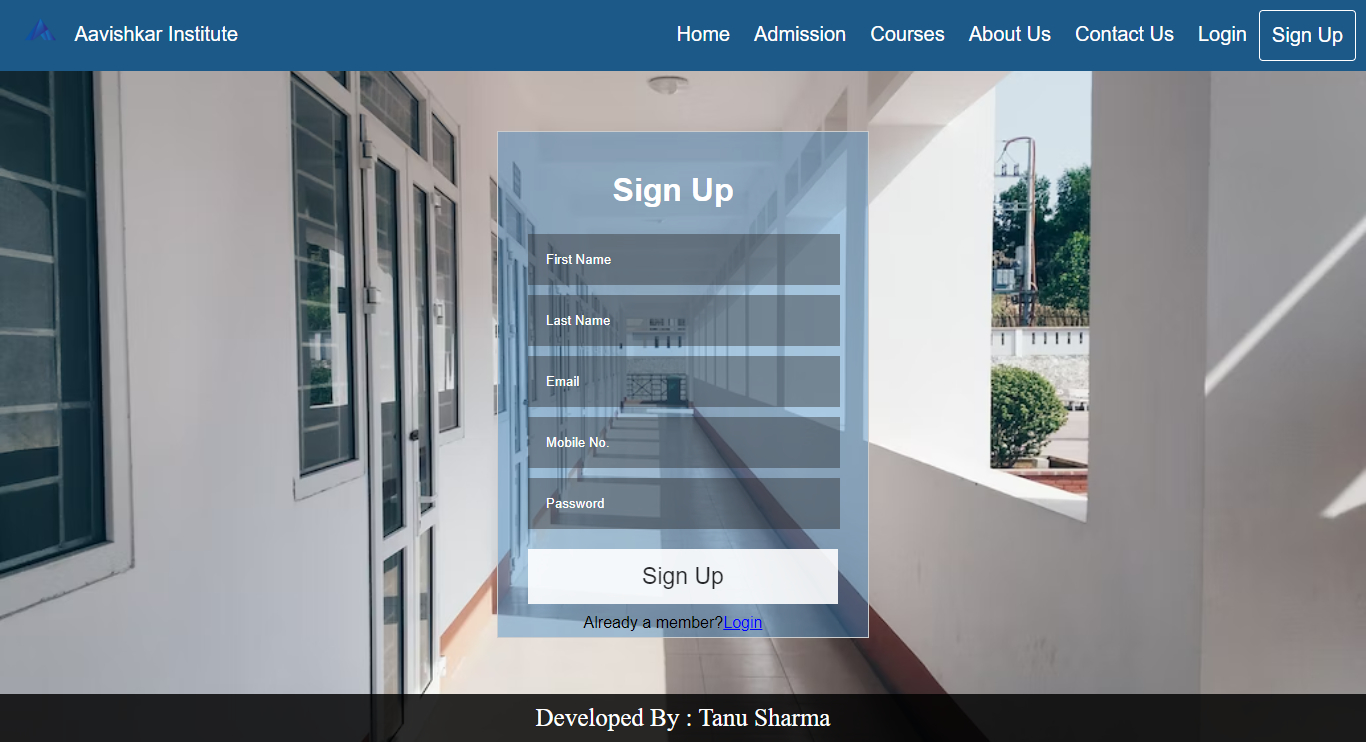 Aavishkar Institute
Home Admission Courses About Us Contact Us Login Sign Up
Sign Up
First Name
Last Name
Email
Mobile No.
Password
Sign Up
Already a member?Login
Developed By : Tanu Sharma